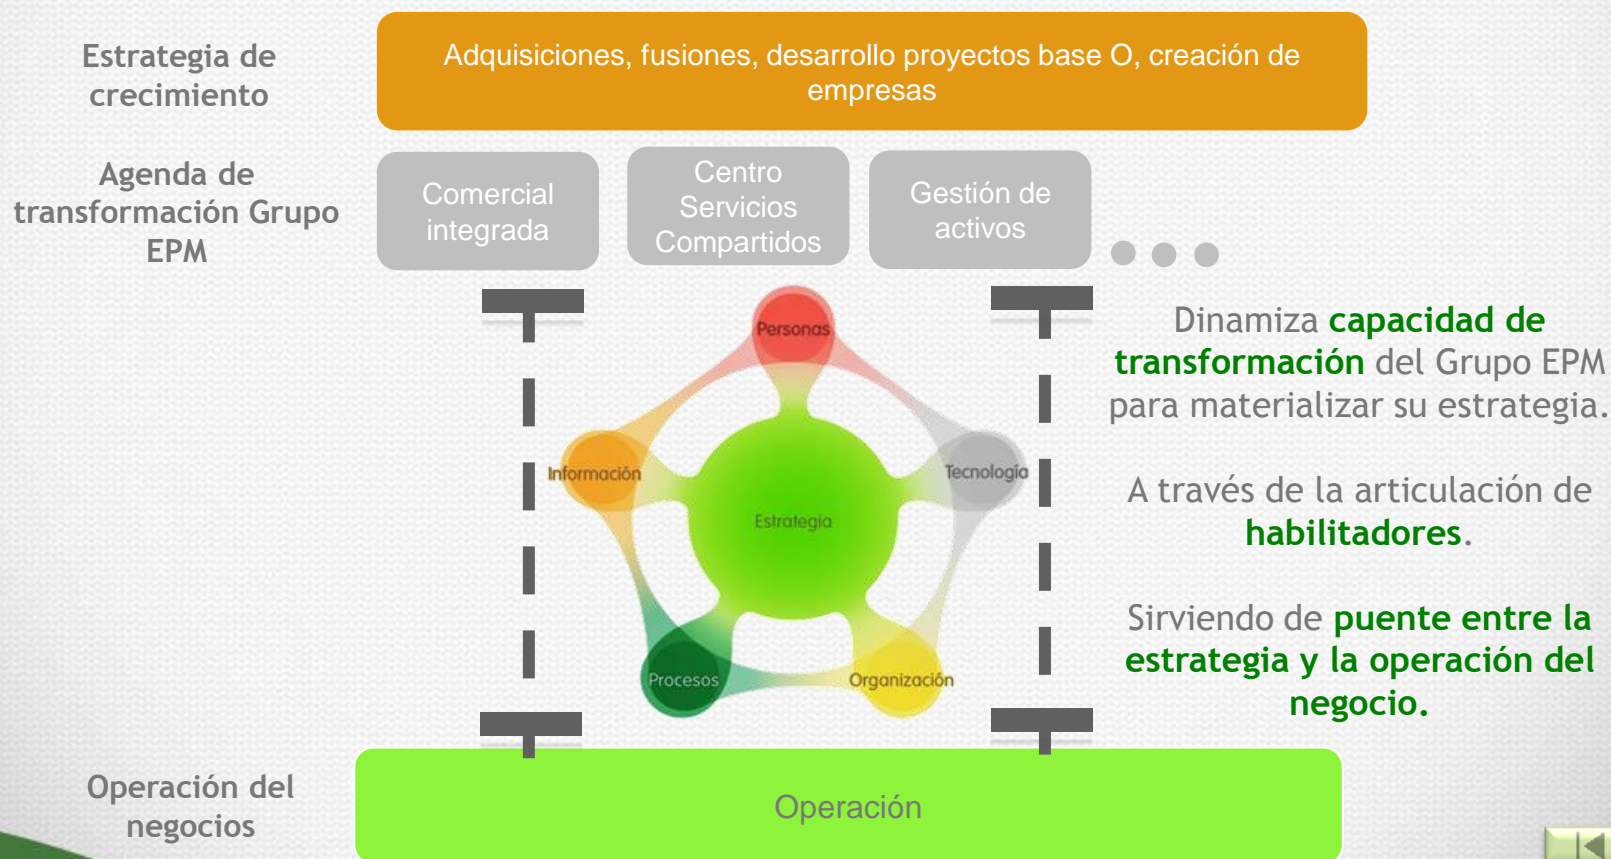 Estrategia de
crecimiento
Adquisiciones, fusiones, desarrollo proyectos base O, creación de
empresas
Agenda de
transformación Grupo
EPM
Comercial
integrada
Centro
Servicios
Compartidos
Gestión de
activos
Personas
Información
Tecnología
Estrategia
Procesos
Organización
Dinamiza capacidad de
transformación del Grupo EPM
para materializar su estrategia.
A través de la articulación de
habilitadores.
Sirviendo de puente entre la
estrategia y la operación del
negocio.
Operación del
negocios
Operación